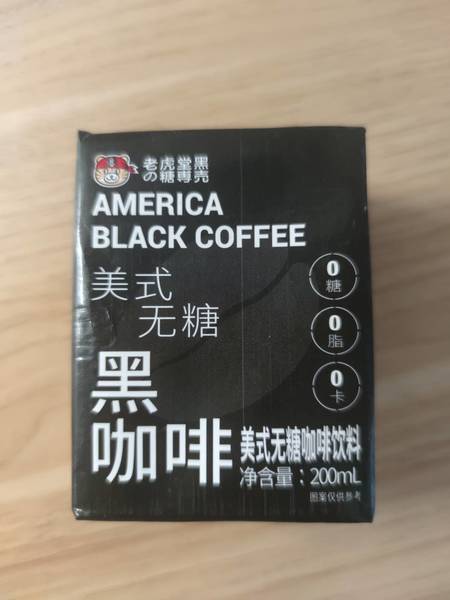 老虎堂黑
の糖専売
AMERICA
BLACK COFFEE
美式
无糖
黑
咖啡
0
糖
0
脂
0
卡
美式无糖咖啡饮料
净含量：200mL
图案仅供参考